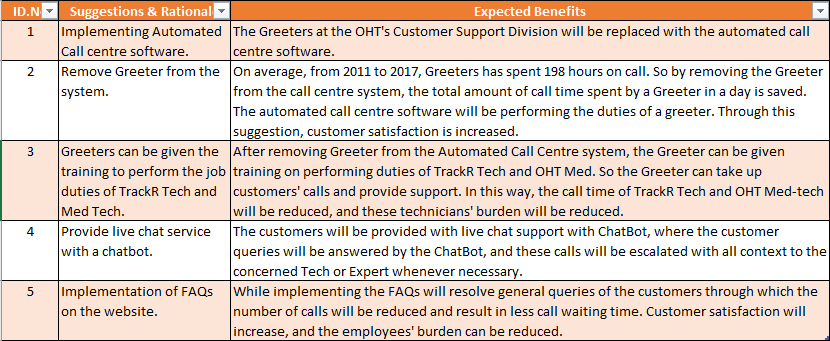 ID.N Suggestions & Rational Expected Benefits
1 Implementing Automated The Greeters at the OHT's Customer Support Division will be replaced with the automated call
Call centre software. centre software.
2 Remove Greeter from the On average, from 2011 to 2017, Greeters has spent 198 hours on call. So by removing the Greeter
system. from the call centre system, the total amount of call time spent by a Greeter in a day is saved.
The automated call centre software will be performing the duties of a greeter. Through this
suggestion, customer satisfaction is increased.
3 Greeters can be given the After removing Greeter from the Automated Call Centre system, the Greeter can be given
training to perform the job training on performing duties of TrackR Tech and OHT Med. So the Greeter can take up
duties of TrackR Tech and customers' calls and provide support. In this way, the call time of TrackR Tech and OHT Med-tech
Med Tech. will be reduced, and these technicians' burden will be reduced.
4 Provide live chat service The customers will be provided with live chat support with ChatBot, where the customer
with a chatbot. queries will be answered by the ChatBot, and these calls will be escalated with all context to the
concerned Tech or Expert whenever necessary.
5 Implementation of FAQs While implementing the FAQs will resolve general queries of the customers through which the
on the website. number of calls will be reduced and result in less call waiting time. Customer satisfaction will
increase, and the employees' burden can be reduced.